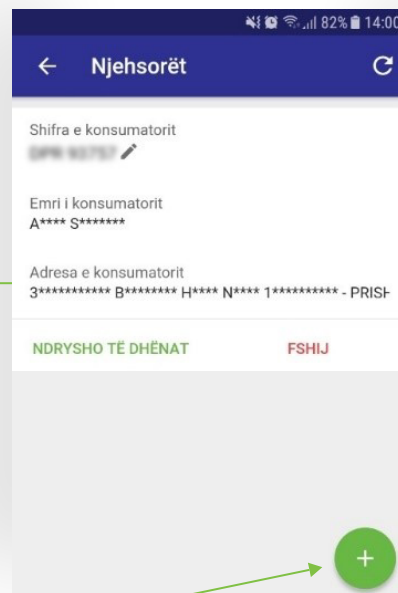 82% 14:00
Njehsorët
Shifra e konsumatorit
Emri i konsumatorit
A**** S*******
Adresa e konsumatorit
3*********** B******** H**** N**** 1********** - PRISH
NDRYSHO TË DHËNAT FSHIJ
+